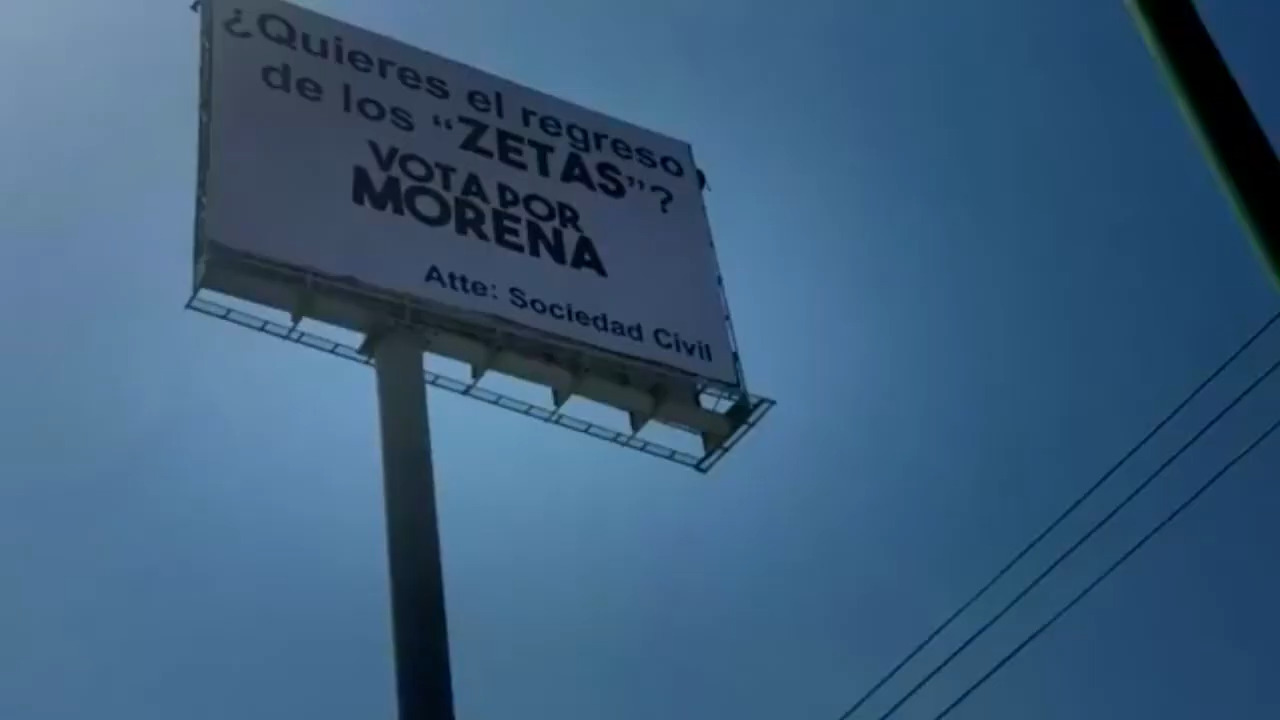 ¿Quieres el regreso
de los “ZETAS”?
VOTA POR
MORENA
Atte: Sociedad Civil